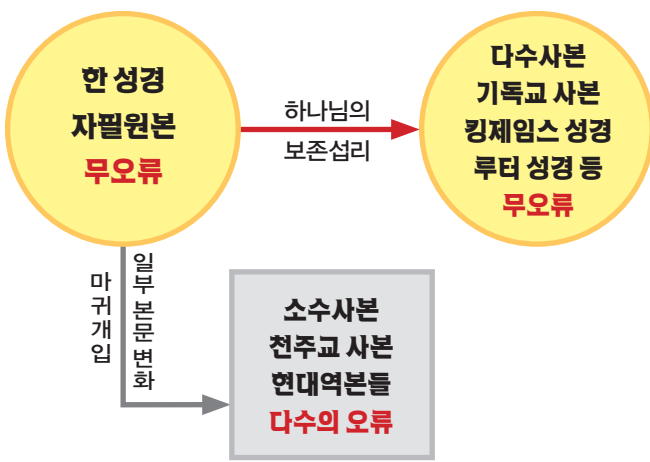 한 성경
자필원본
무오류
하나님의
보존섭리
다수사본
기독교 사본
킹제임스 성경
루터 성경 등
무오류
마귀개입
일부 본문 변화
소수사본
천주교 사본
현대역본들
다수의 오류